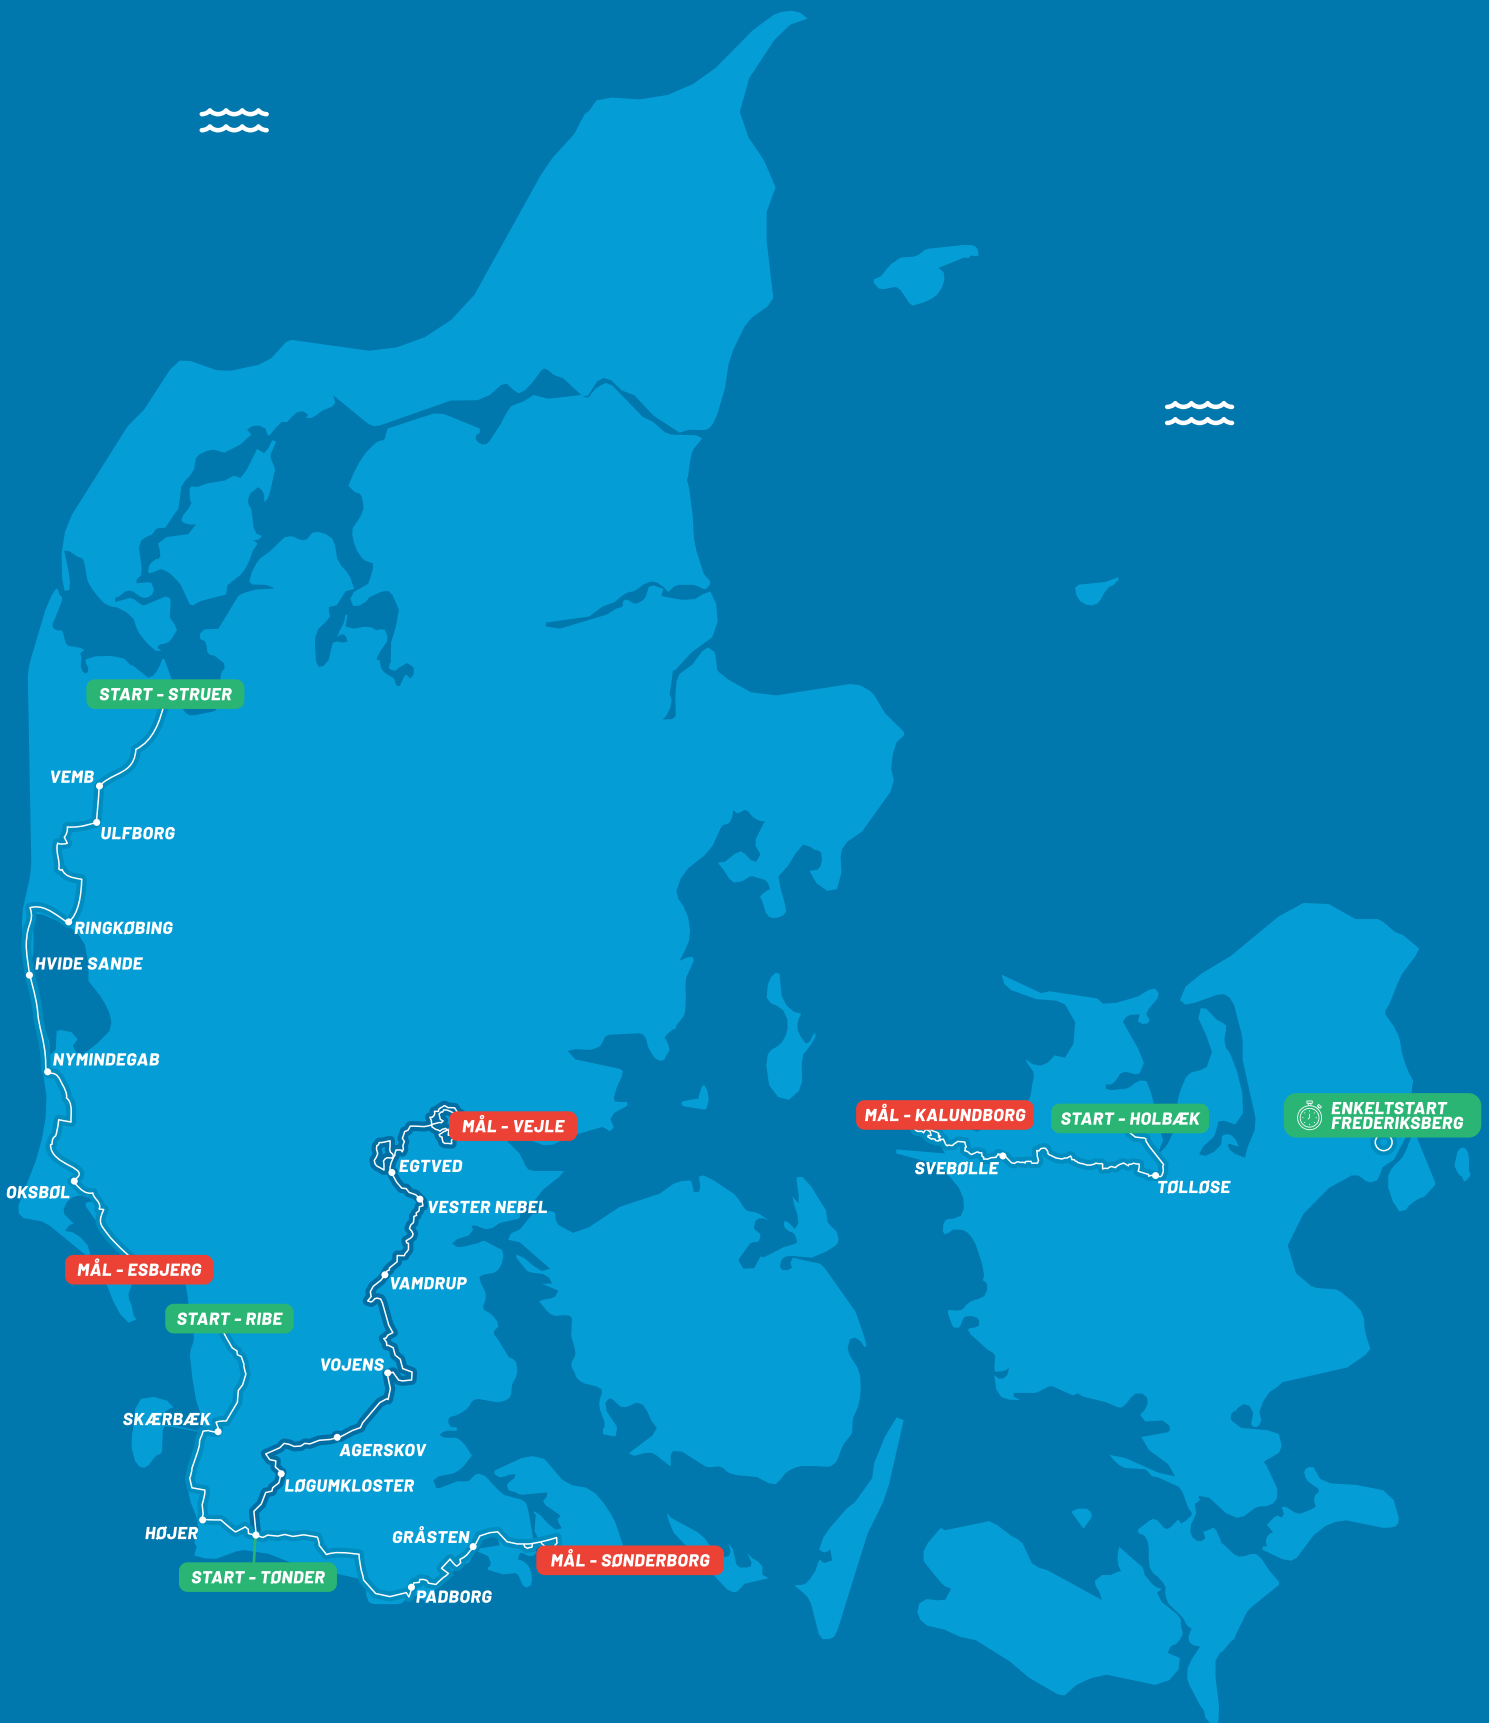 START - STRUER
VEMB
ULFBORG
RINGKØBING
HVIDE SANDE
NYMINDEGAB
OKSBØL
MÅL - ESBJERG
START - RIBE
SKÆRBÆK
HØJER
START - TØNDER
MÅL - VEJLE
EGTVED
VESTER NEBEL
VAMDRUP
VOJENS
AGERSKOV
LØGUMKLOSTER
GRÅSTEN
MÅL - SØNDERBORG
PADBORG
MÅL - KALUNDBORG
START - HOLBÆK
SVEBØLLE
TØLLØSE
ENKELTSTART
FREDERIKSBERG